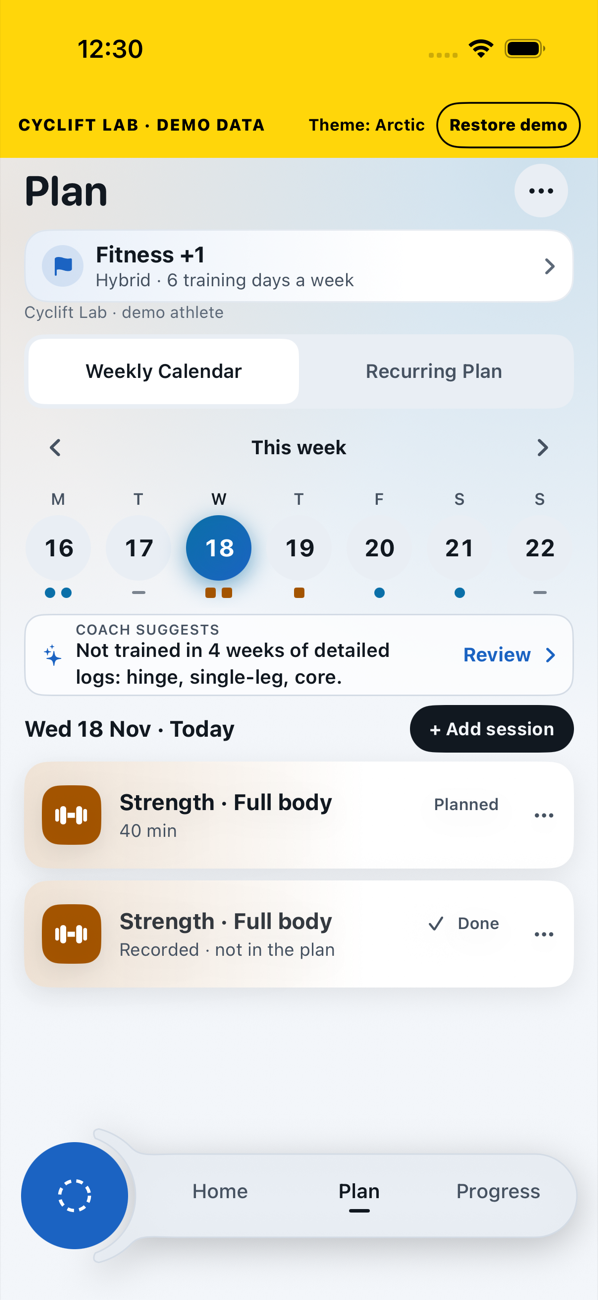 12:30
CYCLIFT LAB · DEMO DATA
Theme: Arctic
Restore demo
Plan
Fitness +1
Hybrid · 6 training days a week
Cyclift Lab · demo athlete
Weekly Calendar
Recurring Plan
This week
M T W T F S S
16 17 18 19 20 21 22
COACH SUGGESTS
Not trained in 4 weeks of detailed
logs: hinge, single-leg, core.
Review
Wed 18 Nov · Today
+ Add session
Strength · Full body
Planned
40 min
Strength · Full body
Done
Recorded · not in the plan
Home
Plan
Progress